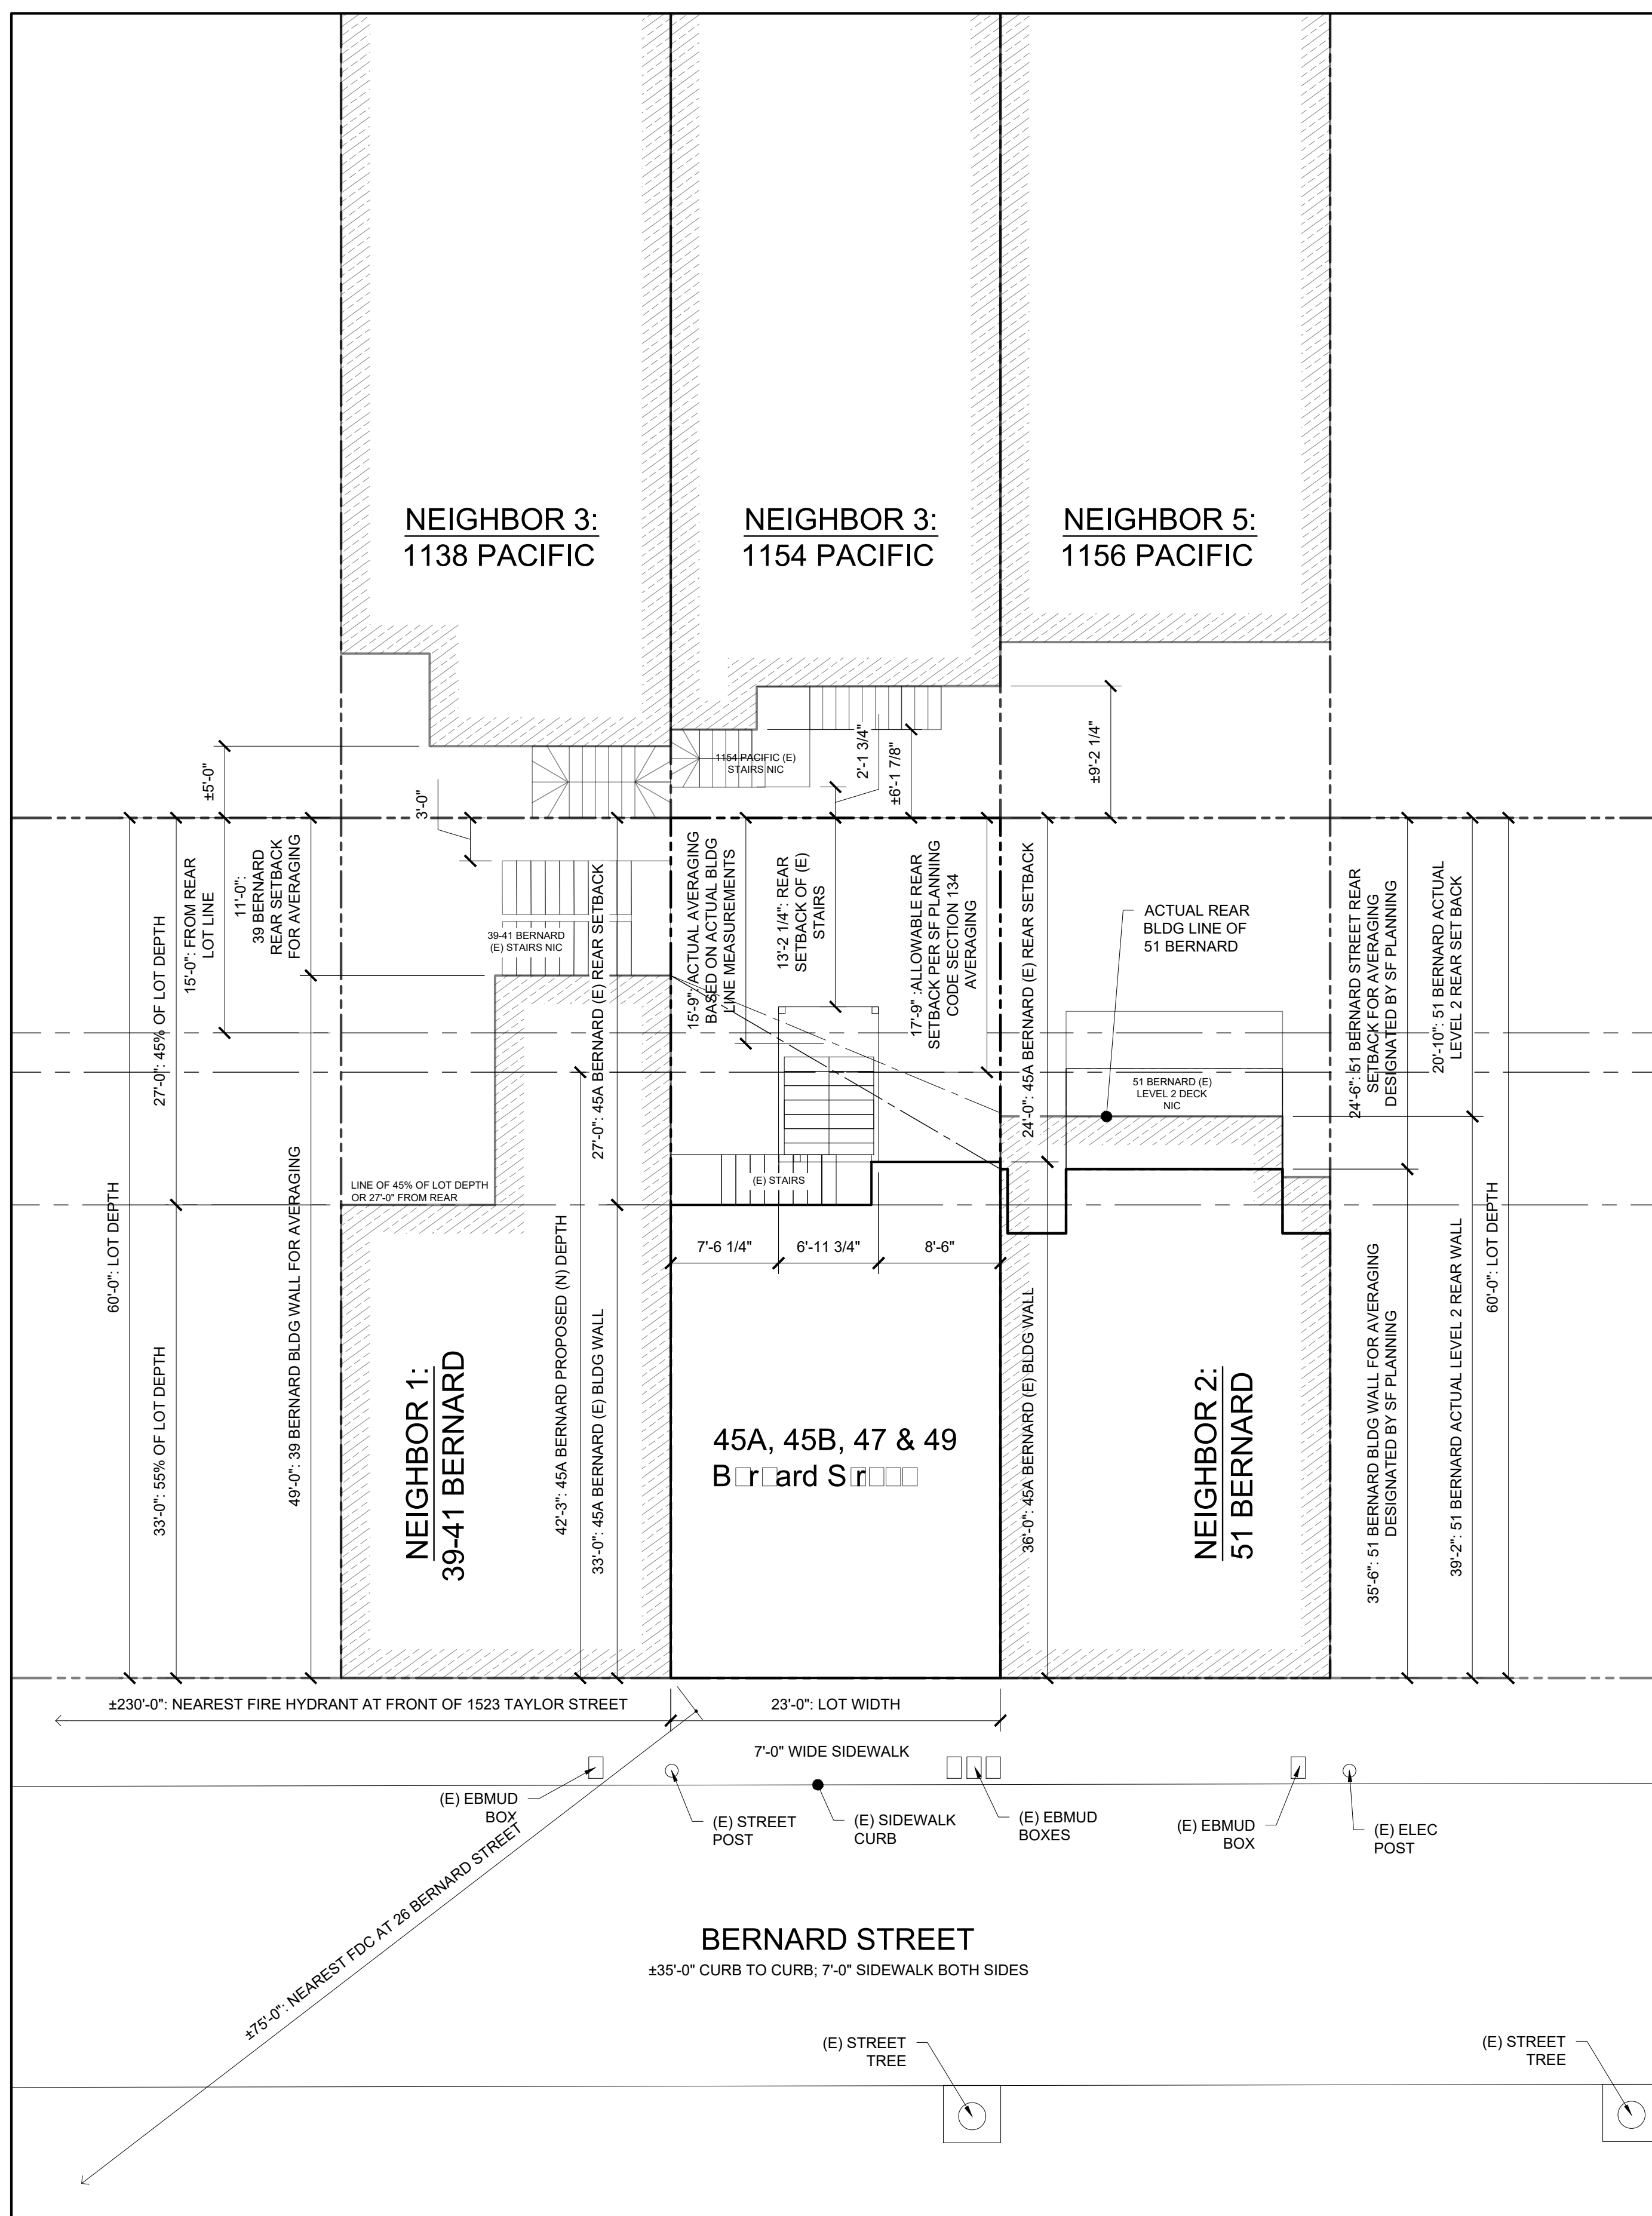 NEIGHBOR 3:
1138 PACIFIC
NEIGHBOR 3:
1154 PACIFIC
NEIGHBOR 5:
1156 PACIFIC
±5'-0"
3'-0"
1154 PACIFIC (E)
STAIRS NIC
2'-1 3/4"
±6'-1 7/8"
±9'-2 1/4"
60'-0": LOT DEPTH
27'-0": 45% OF LOT DEPTH
33'-0": 55% OF LOT DEPTH
15'-0": FROM REAR
LOT LINE
11'-0":
39 BERNARD
REAR SETBACK
FOR AVERAGING
49'-0": 39 BERNARD BLDG WALL FOR AVERAGING
39-41 BERNARD
(E) STAIRS NIC
LINE OF 45% OF LOT DEPTH
OR 27'-0" FROM REAR
27'-0": 45A BERNARD (E) REAR SETBACK
42'-3": 45A BERNARD PROPOSED (N) DEPTH
33'-0": 45A BERNARD (E) BLDG WALL
15'-9": ACTUAL AVERAGING
BASED ON ACTUAL BLDG
LINE MEASUREMENTS
13'-2 1/4": REAR
SETBACK OF (E)
STAIRS
17'-9" :ALLOWABLE REAR
SETBACK PER SF PLANNING
CODE SECTION 134
AVERAGING
24'-0": 45A BERNARD (E) REAR SETBACK
36'-0": 45A BERNARD (E) BLDG WALL
ACTUAL REAR
BLDG LINE OF
51 BERNARD
51 BERNARD (E)
LEVEL 2 DECK
NIC
24'-6": 51 BERNARD STREET REAR
SETBACK FOR AVERAGING
DESIGNATED BY SF PLANNING
20'-10": 51 BERNARD ACTUAL
LEVEL 2 REAR SET BACK
35'-6": 51 BERNARD BLDG WALL FOR AVERAGING
DESIGNATED BY SF PLANNING
39'-2": 51 BERNARD ACTUAL LEVEL 2 REAR WALL
60'-0": LOT DEPTH
(E) STAIRS
7'-6 1/4"
6'-11 3/4"
8'-6"
NEIGHBOR 1:
39-41 BERNARD
45A, 45B, 47 & 49
B□r□ard S□r□□□
NEIGHBOR 2:
51 BERNARD
±230'-0": NEAREST FIRE HYDRANT AT FRONT OF 1523 TAYLOR STREET
23'-0": LOT WIDTH
7'-0" WIDE SIDEWALK
(E) EBMUD
BOX
(E) STREET
POST
(E) SIDEWALK
CURB
(E) EBMUD
BOXES
(E) EBMUD
BOX
(E) ELEC
POST
±75'-0": NEAREST FDC AT 26 BERNARD STREET
BERNARD STREET
±35'-0" CURB TO CURB; 7'-0" SIDEWALK BOTH SIDES
(E) STREET
TREE
(E) STREET
TREE